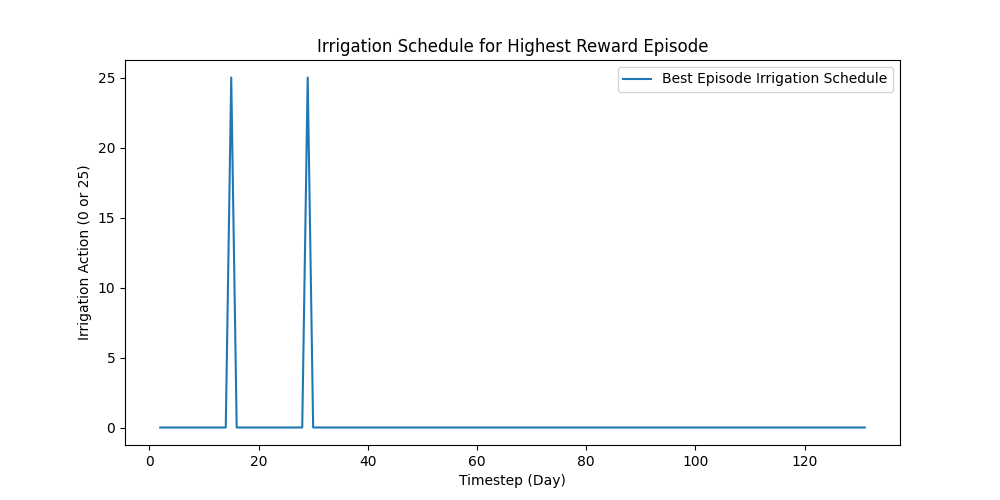 Irrigation Schedule for Highest Reward Episode
Best Episode Irrigation Schedule
Irrigation Action (0 or 25)
25
20
15
10
5
0
0 20 40 60 80 100 120
Timestep (Day)